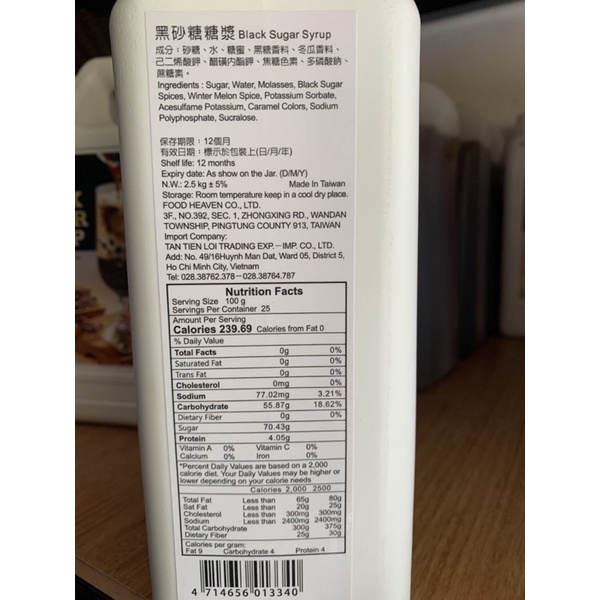 黑砂糖糖漿 Black Sugar Syrup
成分：砂糖、水、糖蜜、黑糖香料、冬瓜香料、
己二烯酸鉀、醋磺內酯鉀、焦糖色素、多磷酸鈉、
蔗糖素。
Ingredients : Sugar, Water, Molasses, Black Sugar
Spices, Winter Melon Spice, Potassium Sorbate,
Acesulfame Potassium, Caramel Colors, Sodium
Polyphosphate, Sucralose.
保存期限：12個月
有效日期：標示於包裝上(日/月/年)
Shelf life: 12 months
Expiry date: As show on the Jar. (D/M/Y)
N.W.: 2.5 kg ± 5% Made In Taiwan
Storage: Room temperature keep in a cool dry place.
FOOD HEAVEN CO., LTD.
3F., NO.392, SEC. 1, ZHONGXING RD., WANDAN
TOWNSHIP, PINGTUNG COUNTY 913, TAIWAN
Import Company:
TAN TIEN LOI TRADING EXP.－IMP. CO., LTD.
Add: No. 49/16Huynh Man Dat, Ward 05, District 5,
Ho Chi Minh City, Vietnam
Tel: 028.38762.378－028.38764.787
Nutrition Facts
Serving Size 100 g
Servings Per Container 25
Amount Per Serving
Calories 239.69 Calories from Fat 0
% Daily Value
Total Facts 0g 0%
Saturated Fat 0g 0%
Trans Fat 0g 0%
Cholesterol 0mg 0%
Sodium 77.02mg 3.21%
Carbohydrate 55.87g 18.62%
Dietary Fiber 0g 0%
Sugar 70.43g
Protein 4.05g
Vitamin A 0% Vitamin C 0%
Calcium 0% Iron 0%
*Percent Daily Values are based on a 2,000
calorie diet. Your Daily Values may be higher or
lower depending on your calorie needs
Calories 2,000 2500
Total Fat Less than 65g 80g
Sat Fat Less than 20g 25g
Cholesterol Less than 300mg 300mg
Sodium Less than 2400mg 2400mg
Total Carbohydrate 300g 375g
Dietary Fiber 25g 30g
Calories per gram:
Fat 9 Carbohydrate 4 Protein 4
4 714656 013340